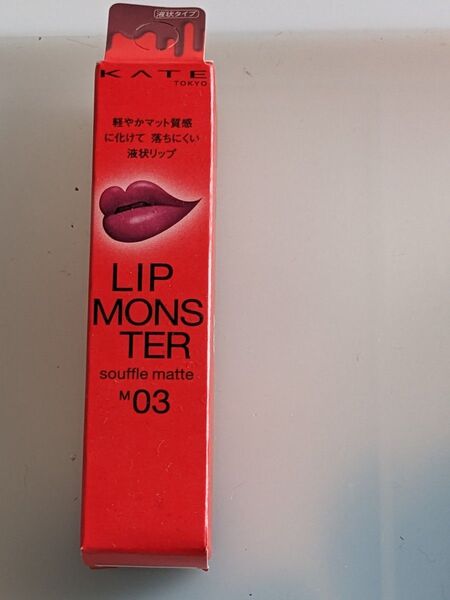 液状タイプ
KATE
TOKYO
軽やかマット質感
に化けて 落ちにくい
液状リップ
LIP
MONS
TER
souffle matte
M03